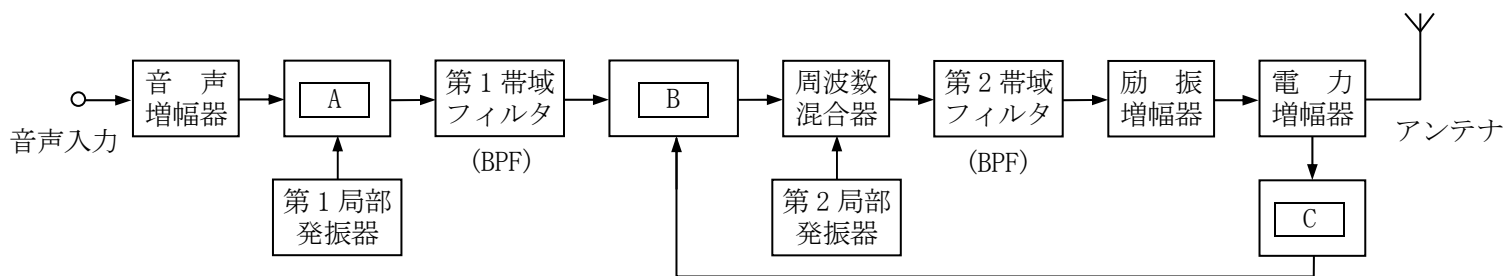 音声入力
音　声
増幅器
A
第１局部
発振器
第１帯域
フィルタ
(BPF)
B
周波数
混合器
第２局部
発振器
第２帯域
フィルタ
(BPF)
励　振
増幅器
電　力
増幅器
C
アンテナ